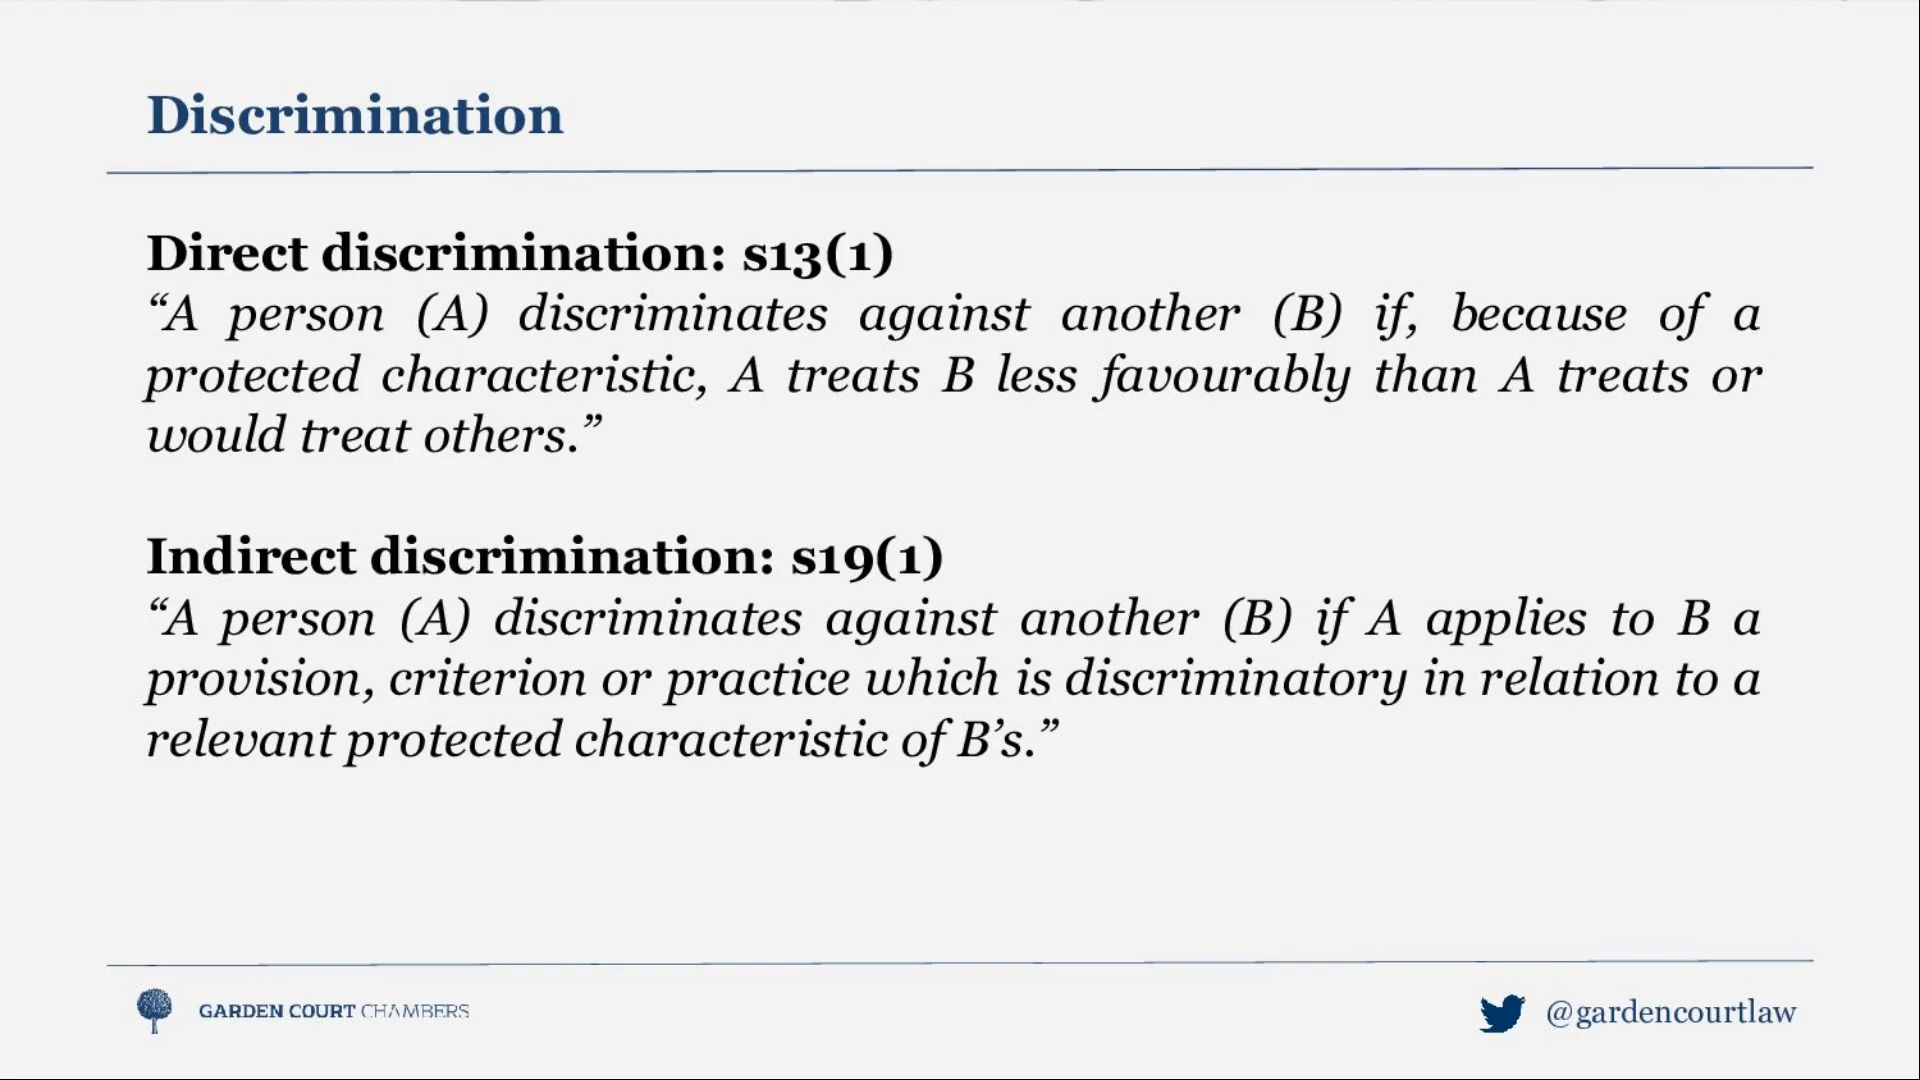 Discrimination
Direct discrimination: s13(1)
“A person (A) discriminates against another (B) if, because of a
protected characteristic, A treats B less favourably than A treats or
would treat others.”
Indirect discrimination: s19(1)
“A person (A) discriminates against another (B) if A applies to B a
provision, criterion or practice which is discriminatory in relation to a
relevant protected characteristic of B’s.”
GARDEN COURT CHAMBERS
@gardencourtlaw